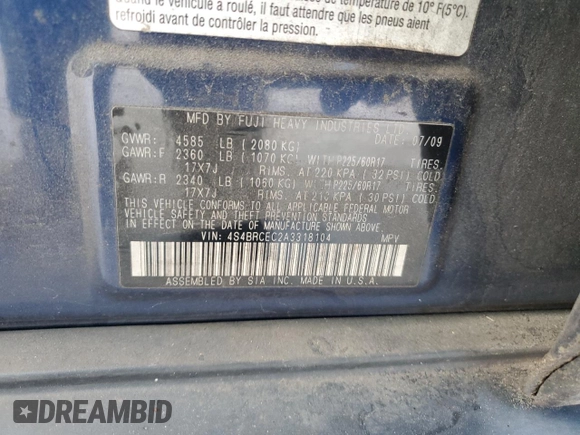 le véhicule a roulé, il faut attendre que les pneus aient
refroidi avant de contrôler la pression.
MFD BY FUJI HEAVY INDUSTRIES
DATE: 07/09
GVWR: 4585 LB (2080 KG)
GAWR:F 2360 LB (1070 KG) WITH P225/60R17 TIRES,
17X7J RIMS, AT 220 KPA (32 PSI) COLD
GAWR:R 2340 LB (1060 KG) WITH P225/60R17 TIRES,
17X7J RIMS, AT 210 KPA (30 PSI) COLD
THIS VEHICLE CONFORMS TO ALL APPLICABLE FEDERAL MOTOR
VEHICLE SAFETY AND THEFT PREVENTION STANDARDS
IN EFFECT ON THE DATE OF MANUFACTURE SHOWN ABOVE.
VIN: 4S4BRCEC2A3318104 MPV
ASSEMBLED BY SIA INC. MADE IN U.S.A.
DREAMBID